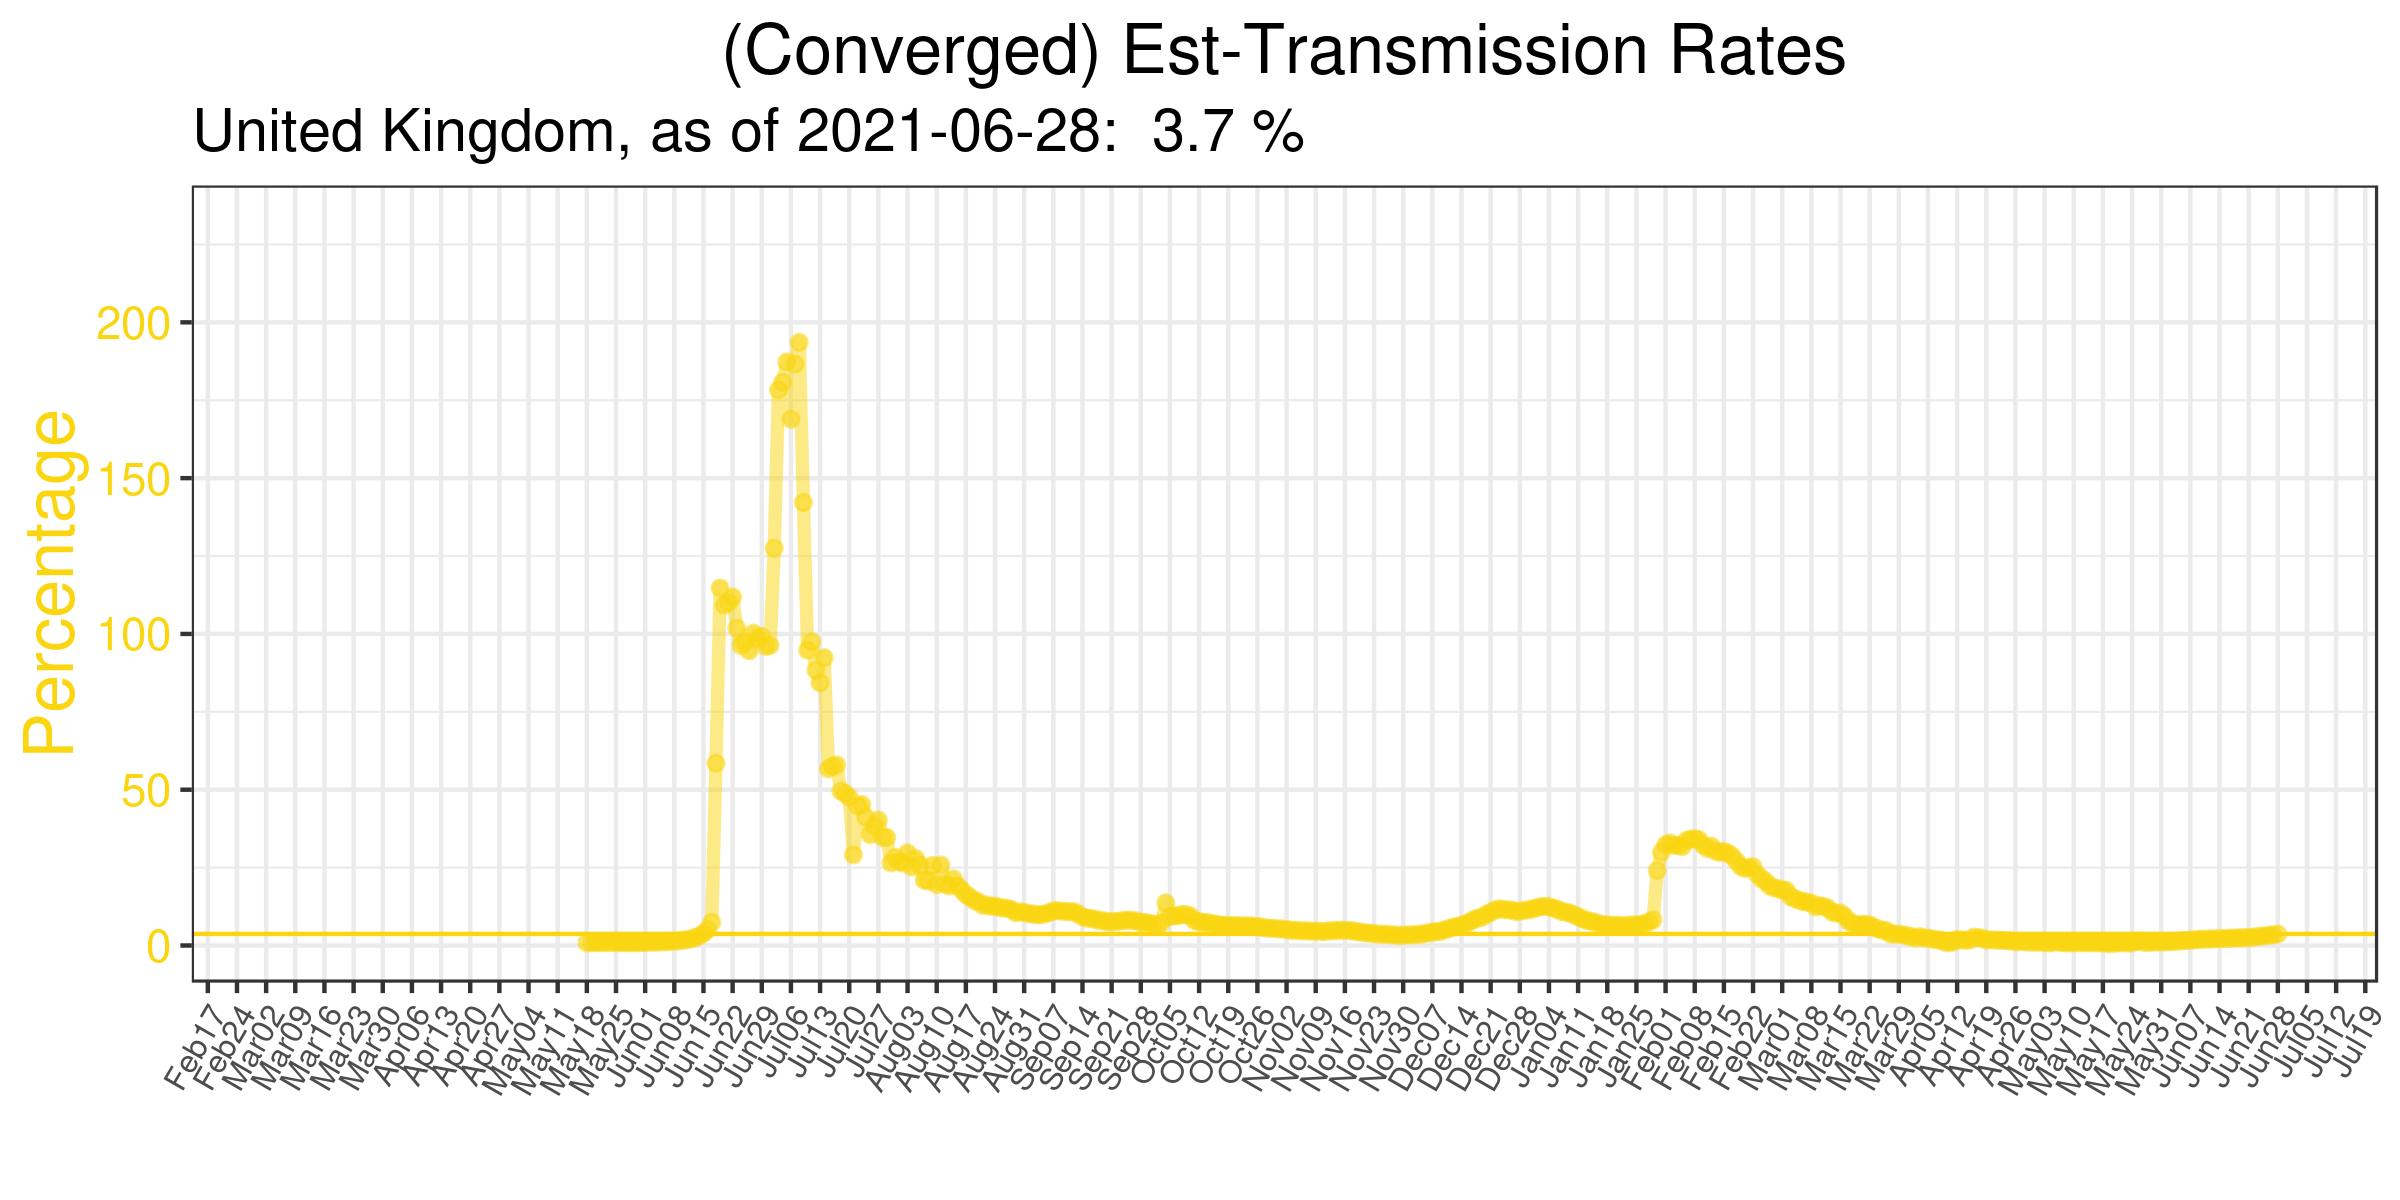 (Converged) Est-Transmission Rates
United Kingdom, as of 2021-06-28:  3.7 %
Percentage
200
150
100
50
0
Feb17
Feb24
Mar02
Mar09
Mar16
Mar23
Mar30
Apr06
Apr13
Apr20
Apr27
May04
May11
May18
May25
Jun01
Jun08
Jun15
Jun22
Jun29
Jul06
Jul13
Jul20
Jul27
Aug03
Aug10
Aug17
Aug24
Aug31
Sep07
Sep14
Sep21
Sep28
Oct05
Oct12
Oct19
Oct26
Nov02
Nov09
Nov16
Nov23
Nov30
Dec07
Dec14
Dec21
Dec28
Dec04
Jan11
Jan18
Jan25
Feb01
Feb08
Feb15
Feb22
Mar01
Mar08
Mar15
Mar22
Mar29
Apr05
Apr12
Apr19
Apr26
May03
May10
May17
May24
May31
May07
Jun14
Jun21
Jun28
Jul05
Jul12
Jul19